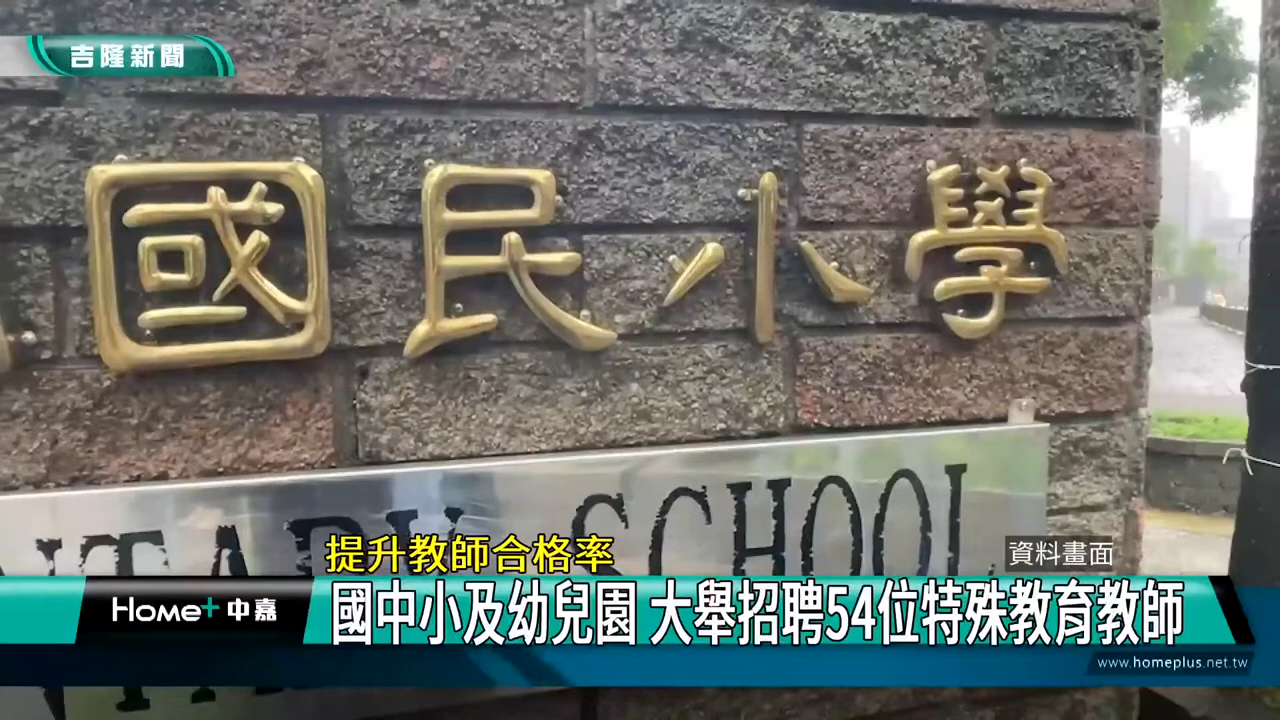 吉隆新聞
國民小學
NTARY SCHOOL
提升教師合格率
資料畫面
Home+中嘉
國中小及幼兒園 大舉招聘54位特殊教育教師
www.homeplus.net.tw